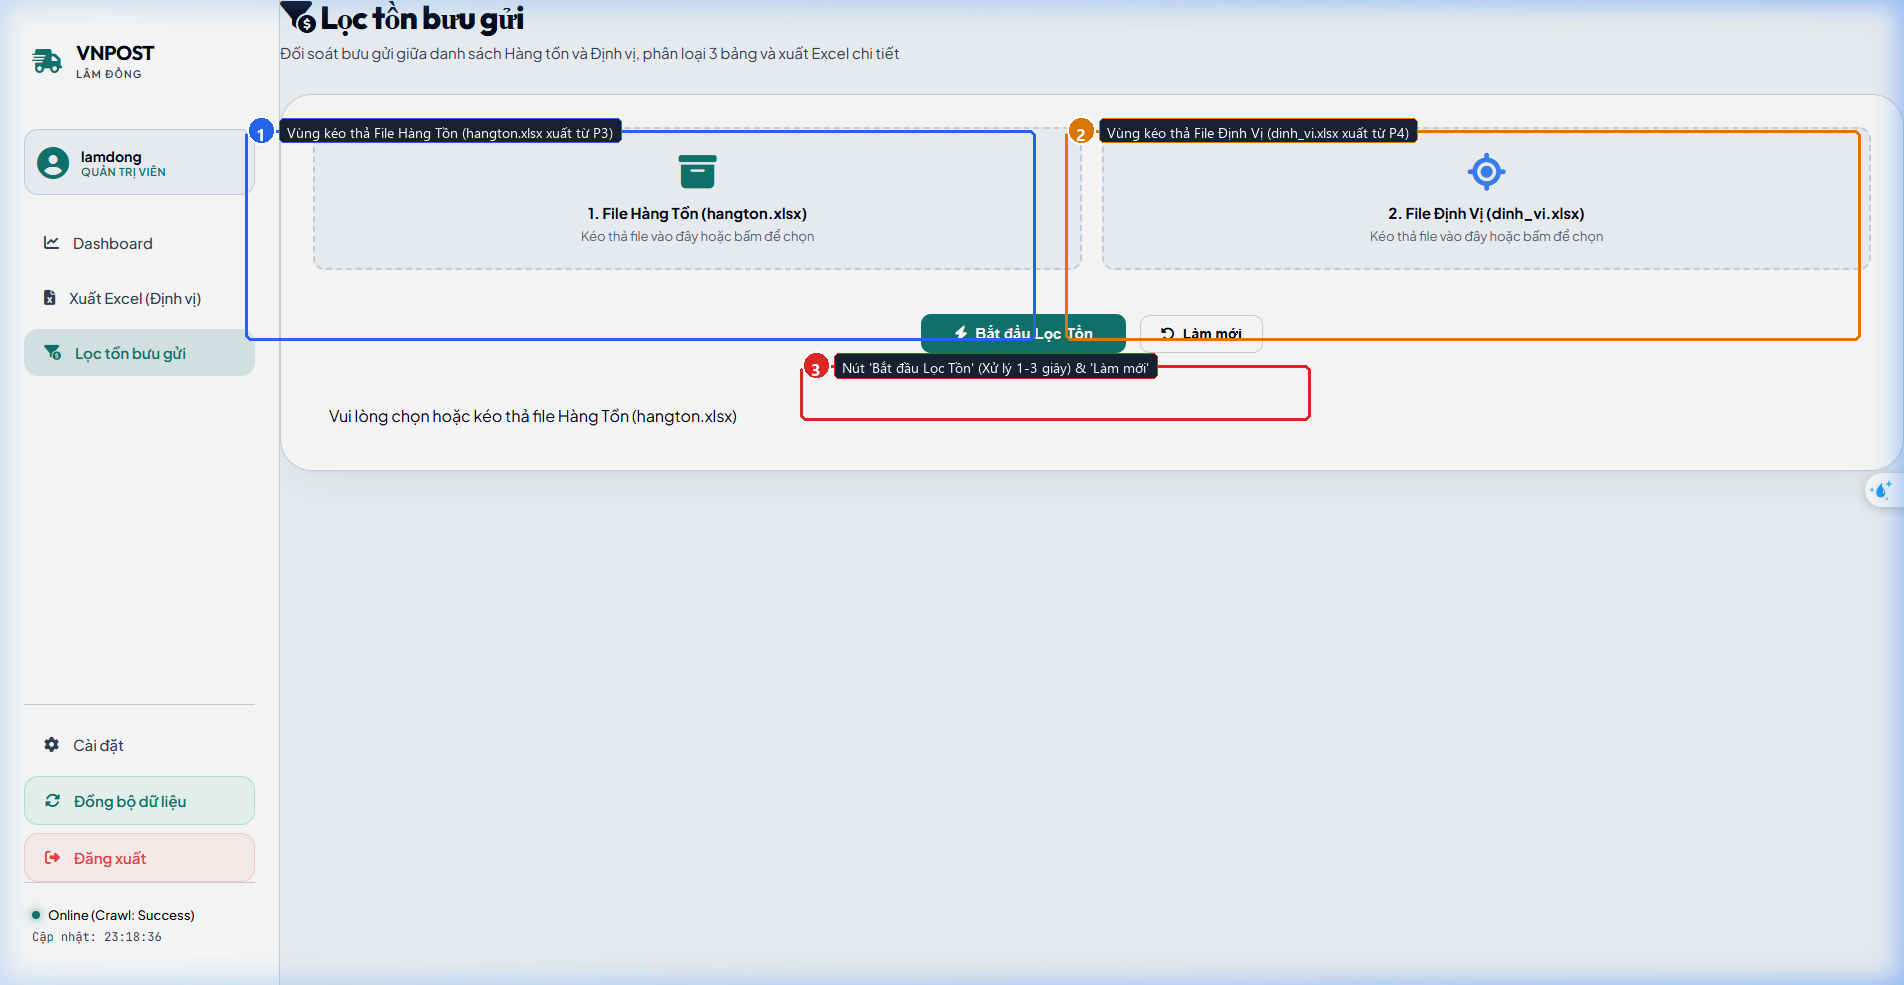 VNPOST
LÂM ĐỒNG
lamdong
QUẢN TRỊ VIÊN
Dashboard
Xuất Excel (Định vị)
Lọc tồn bưu gửi
Cài đặt
Đồng bộ dữ liệu
Đăng xuất
Online (Crawl: Success)
Cập nhật: 23:18:36
Lọc tồn bưu gửi
Đối soát bưu gửi giữa danh sách Hàng tồn và Định vị, phân loại 3 bảng và xuất Excel chi tiết
1 Vùng kéo thả File Hàng Tồn (hangton.xlsx xuất từ P3)
1. File Hàng Tồn (hangton.xlsx)
Kéo thả file vào đây hoặc bấm để chọn
2 Vùng kéo thả File Định Vị (dinh_vi.xlsx xuất từ P4)
2. File Định Vị (dinh_vi.xlsx)
Kéo thả file vào đây hoặc bấm để chọn
Bắt đầu Lọc Tồn
Làm mới
3 Nút 'Bắt đầu Lọc Tồn' (Xử lý 1-3 giây) & 'Làm mới'
Vui lòng chọn hoặc kéo thả file Hàng Tồn (hangton.xlsx)